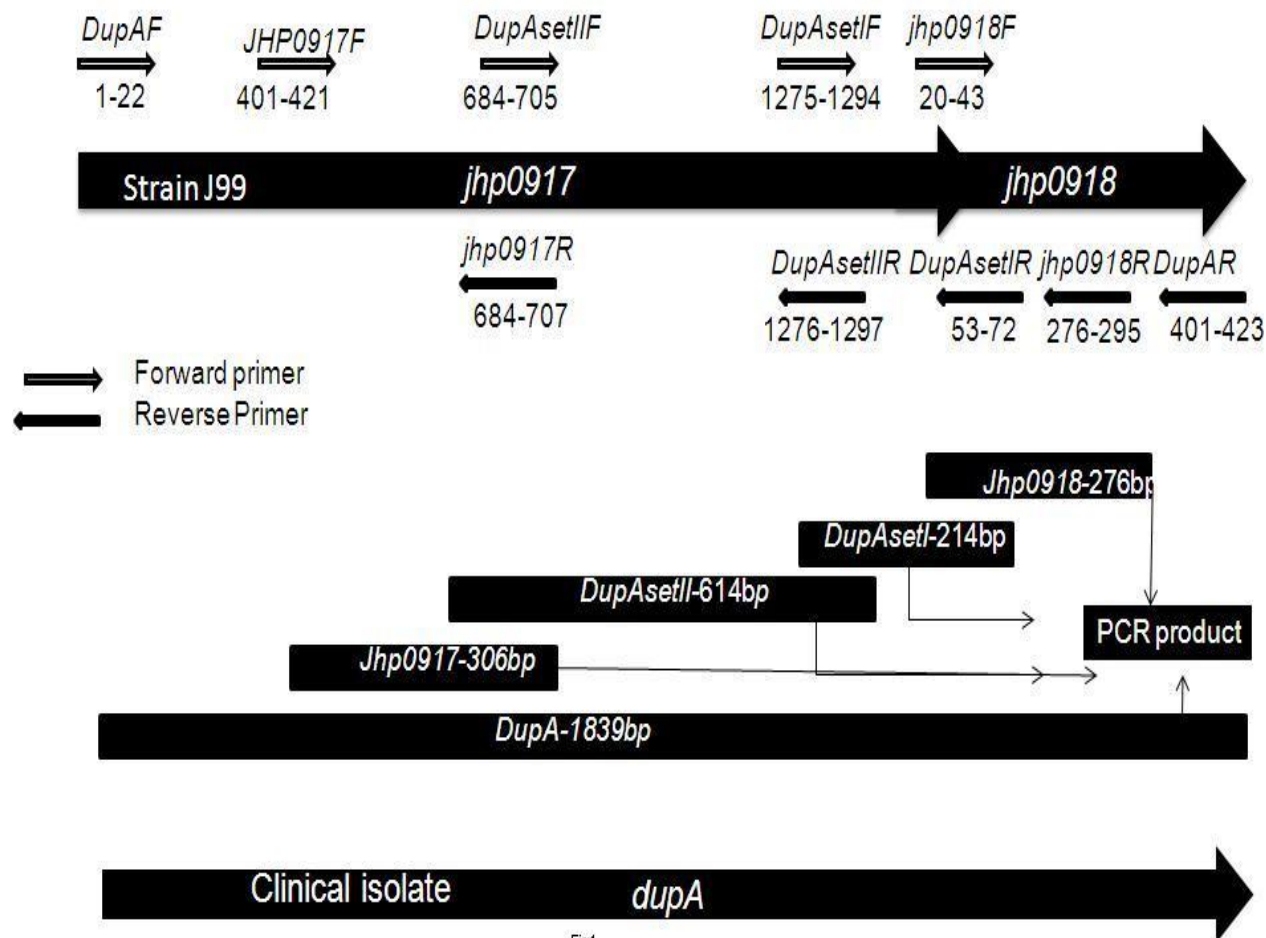 DupAF JHP0917F DupAsetIIF DupAsetIF jhp0918F
1-22 401-421 684-705 1275-1294 20-43
Strain J99 jhp0917 jhp0918
jhp0917R DupAsetIIR DupAsetIR jhp0918R DupAR
684-707 1276-1297 53-72 276-295 401-423
Forward primer
Reverse Primer
Jhp0918-276bp
DupAsetI-214bp
DupAsetII-614bp
PCR product
Jhp0917-306bp
DupA-1839bp
Clinical isolate dupA